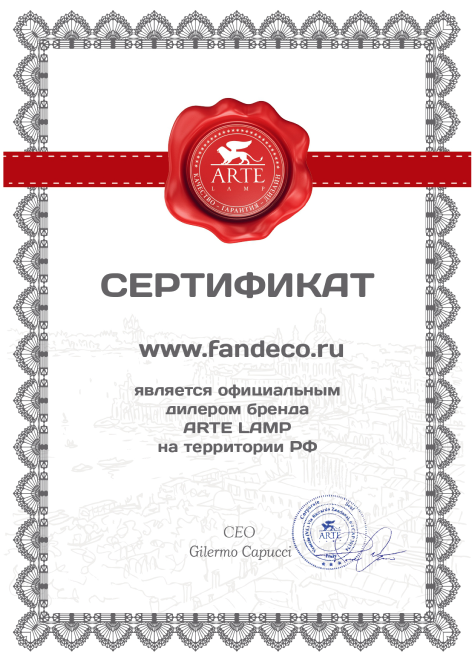 ARTE
LAMP
КАЧЕСТВО - ГАРАНТИЯ - ДИЗАЙН
СЕРТИФИКАТ
www.fandeco.ru
является официальным
дилером бренда
ARTE LAMP
на территории РФ
CEO
Gilermo Capucci
ARTE